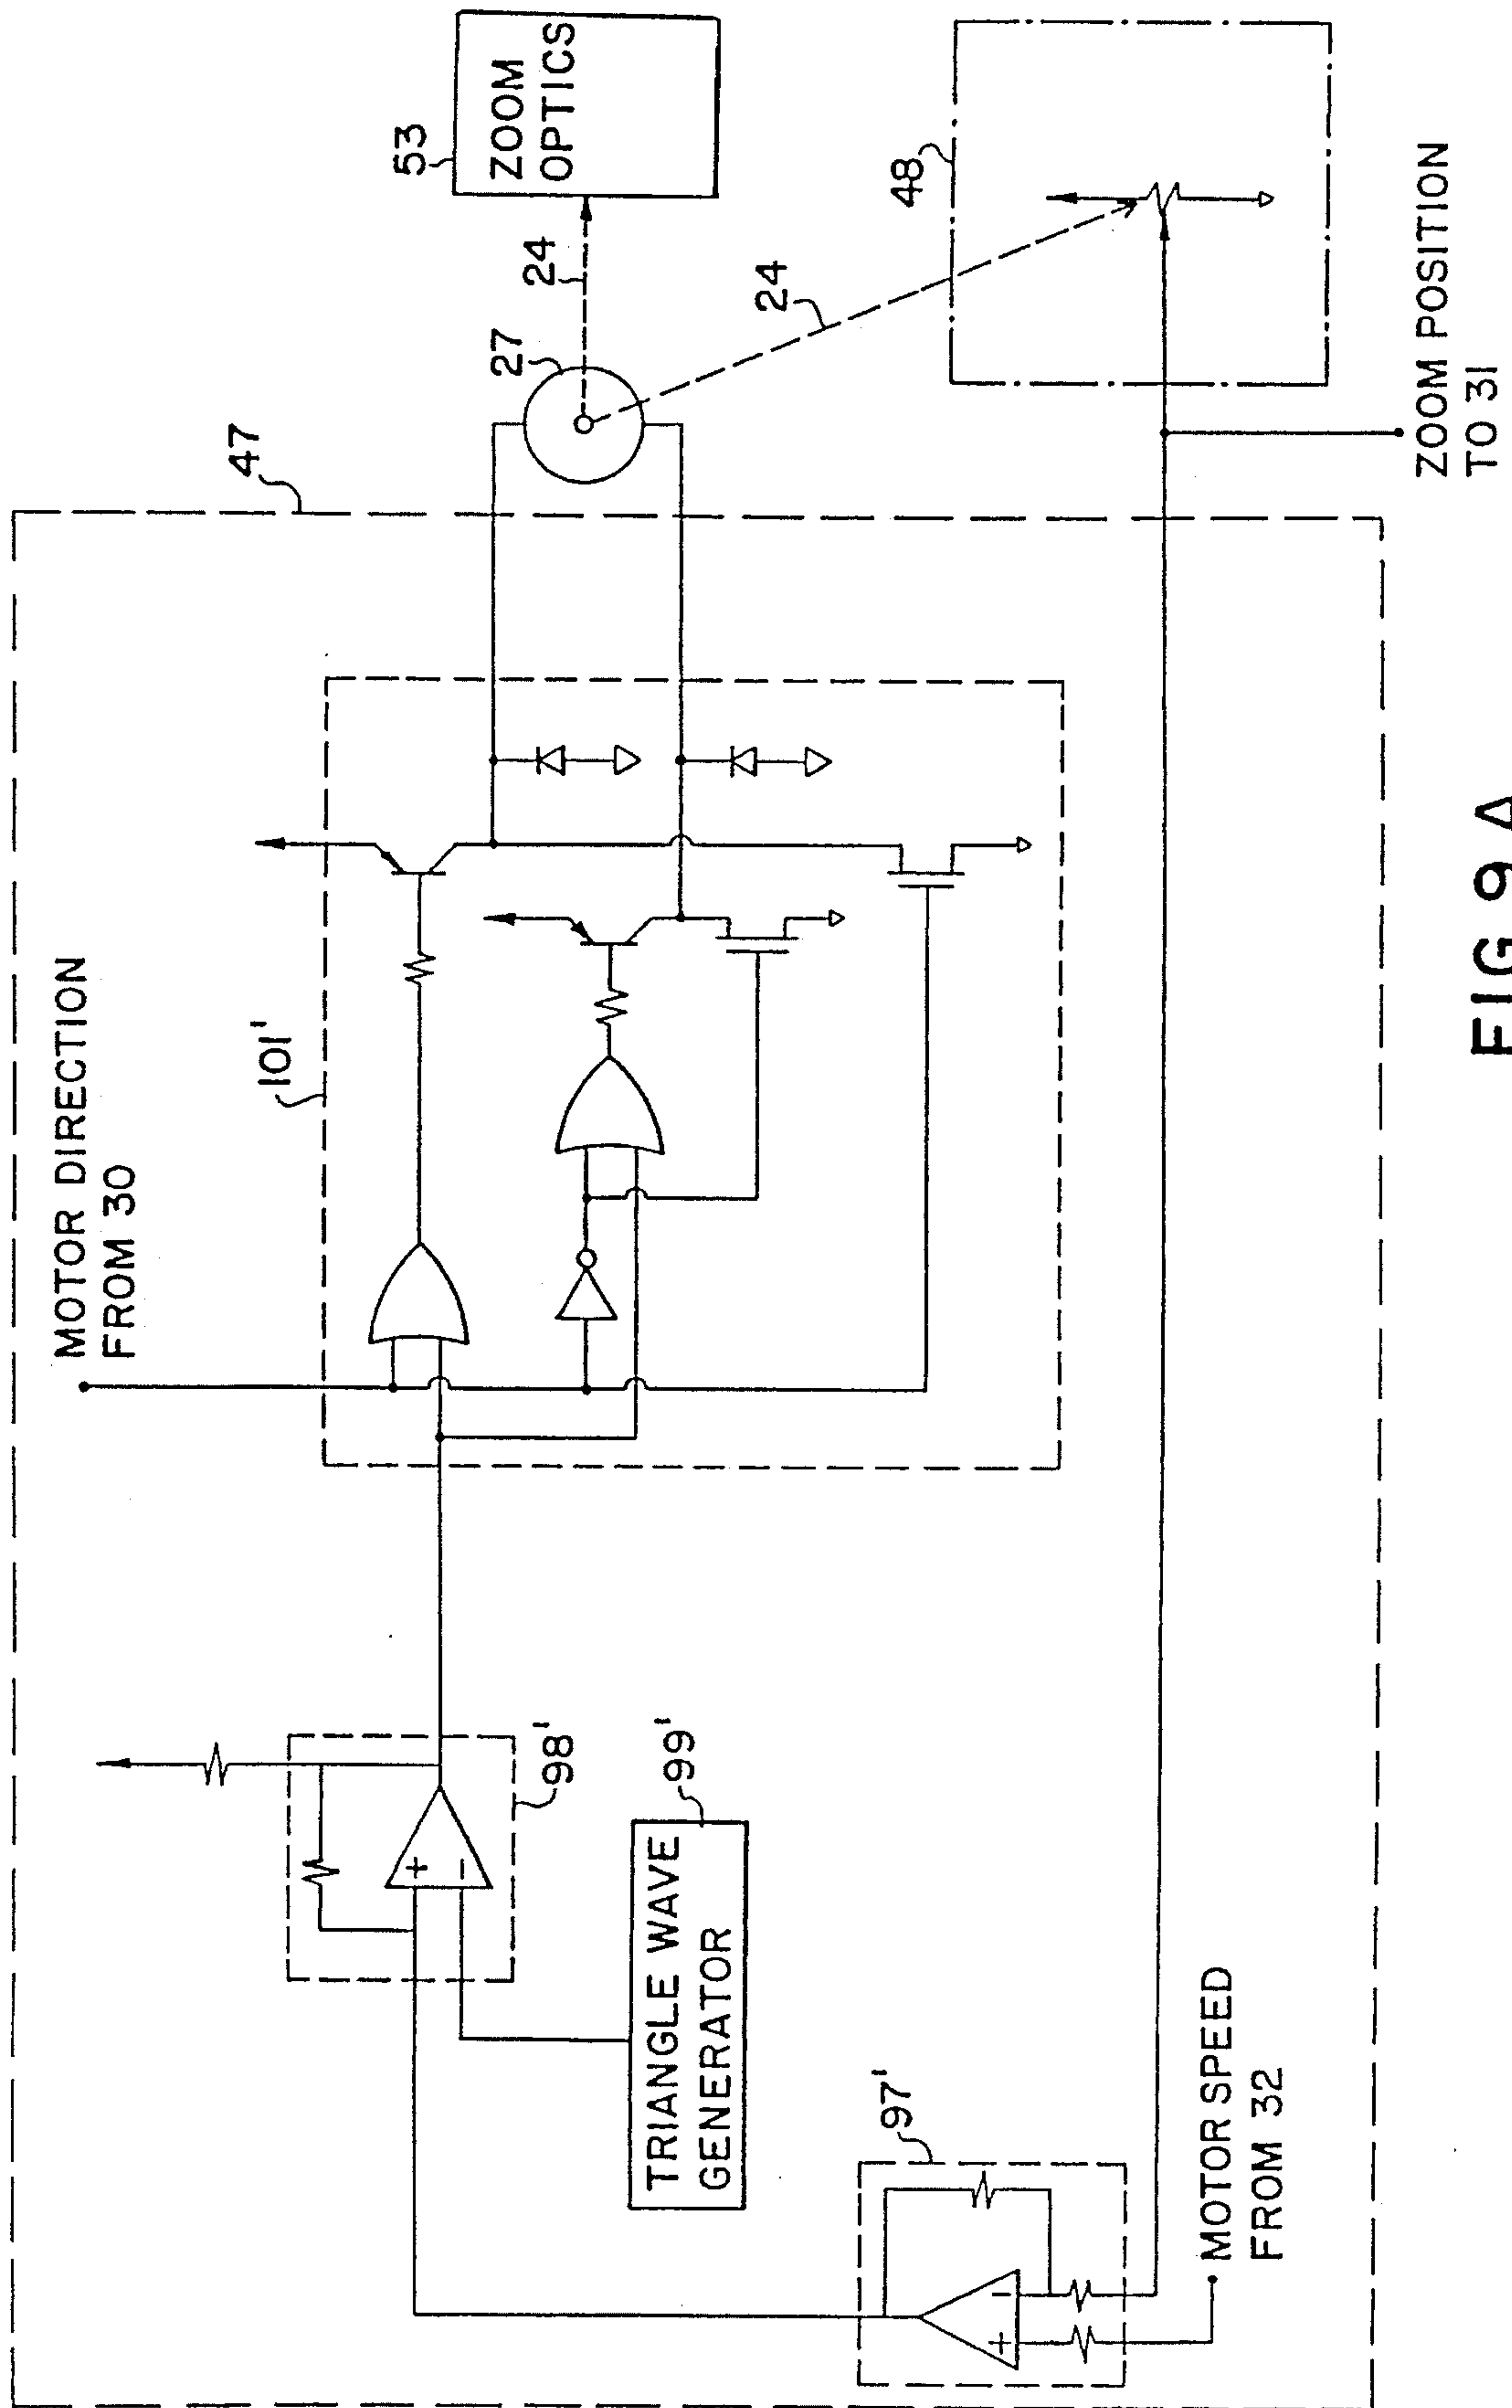 MOTOR DIRECTION
FROM 30
47
53
ZOOM
OPTICS
24
27
24
48
101'
+
−
98'
TRIANGLE WAVE
GENERATOR
99'
97'
+
−
MOTOR SPEED
FROM 32
ZOOM POSITION
TO 31
FIG 9A